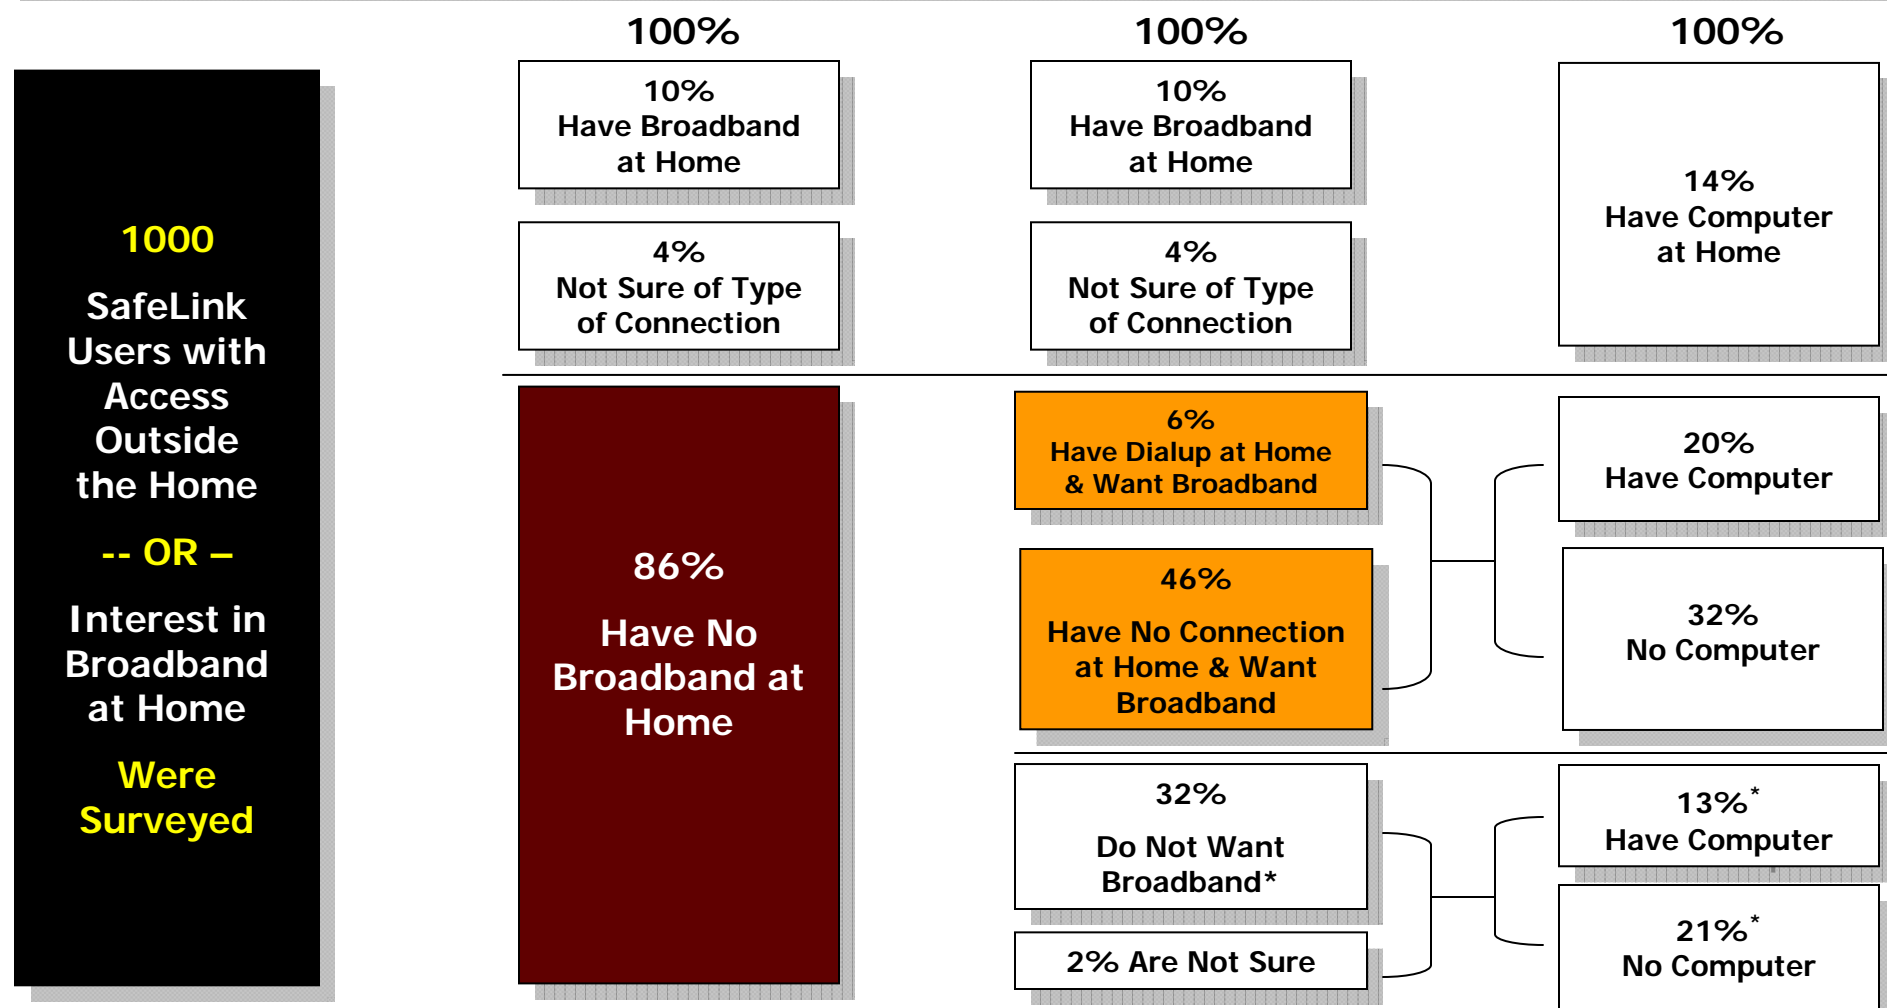 100%
100%
100%
1000
SafeLink
Users with
Access
Outside
the Home
-- OR –
Interest in
Broadband
at Home
Were
Surveyed
10%
Have Broadband
at Home
4%
Not Sure of Type
of Connection
86%
Have No
Broadband at
Home
10%
Have Broadband
at Home
4%
Not Sure of Type
of Connection
6%
Have Dialup at Home
& Want Broadband
46%
Have No Connection
at Home & Want
Broadband
32%
Do Not Want
Broadband*
2% Are Not Sure
14%
Have Computer
at Home
20%
Have Computer
32%
No Computer
13%*
Have Computer
21%*
No Computer